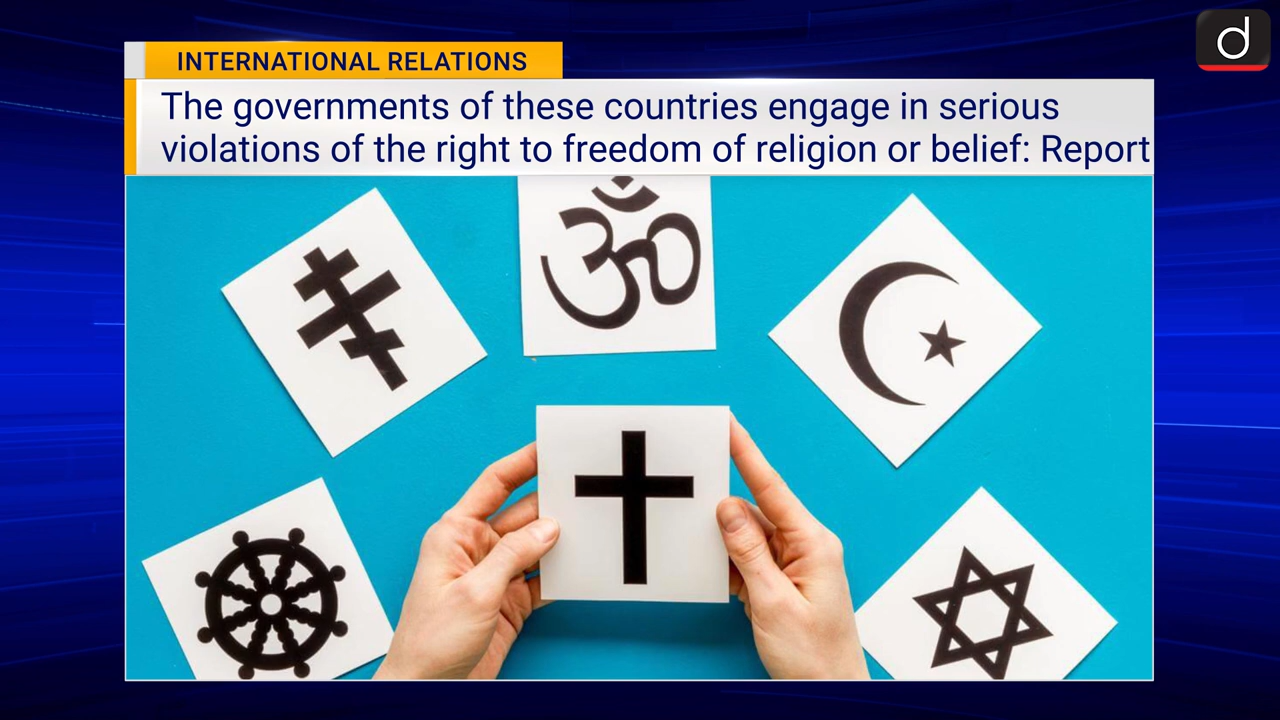 INTERNATIONAL RELATIONS
The governments of these countries engage in serious
violations of the right to freedom of religion or belief: Report
d